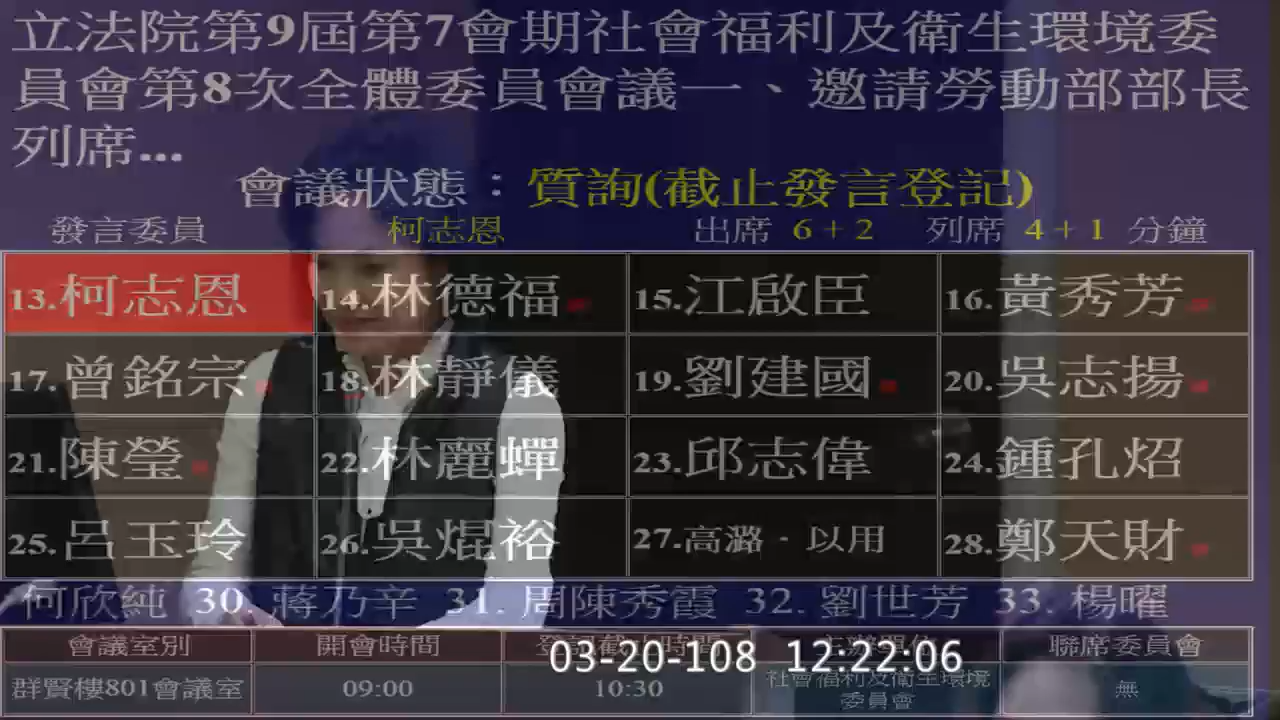 立法院第9屆第7會期社會福利及衛生環境委
員會第8次全體委員會議一、邀請勞動部部長
列席...
會議狀態：質詢(截止發言登記)
發言委員 柯志恩 出席 6+2 列席 4+1 分鐘
13.柯志恩 14.林德福 15.江啟臣 16.黃秀芳
17.曾銘宗 18.林靜儀 19.劉建國 20.吳志揚
21.陳瑩 22.林麗蟬 23.邱志偉 24.鍾孔炤
25.呂玉玲 26.吳焜裕 27.高潞．以用 28.鄭天財
何欣純 30. 蔣乃辛 31. 周陳秀霞 32. 劉世芳 33. 楊曜
會議室別 開會時間 登記截止時間 主辦單位 聯席委員會
03-20-108 12:22:06
群賢樓801會議室 09:00 10:30 社會福利及衛生環境 無
委員會